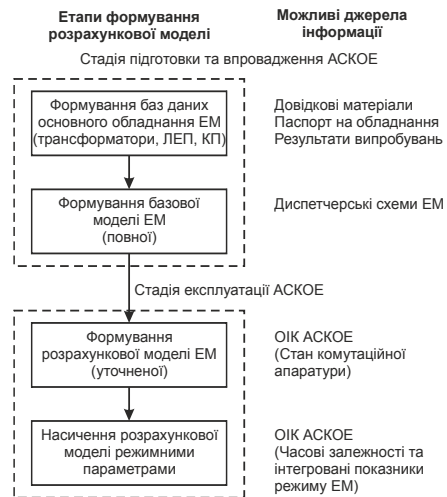 Етапи формування
розрахункової моделі
Можливі джерела
інформації
Стадія підготовки та впровадження АСКОЕ
Формування баз даних
основного обладнання ЕМ
(трансформатори, ЛЕП, КП)
Довідкові матеріали
Паспорт на обладнання
Результати випробувань
Формування базової
моделі ЕМ
(повної)
Диспетчерські схеми ЕМ
Стадія експлуатації АСКОЕ
Формування
розрахункової моделі ЕМ
(уточненої)
ОІК АСКОЕ
(Стан комутаційної
апаратури)
Насичення розрахункової
моделі режимними
параметрами
ОІК АСКОЕ
(Часові залежності та
інтегровані показники
режиму ЕМ)